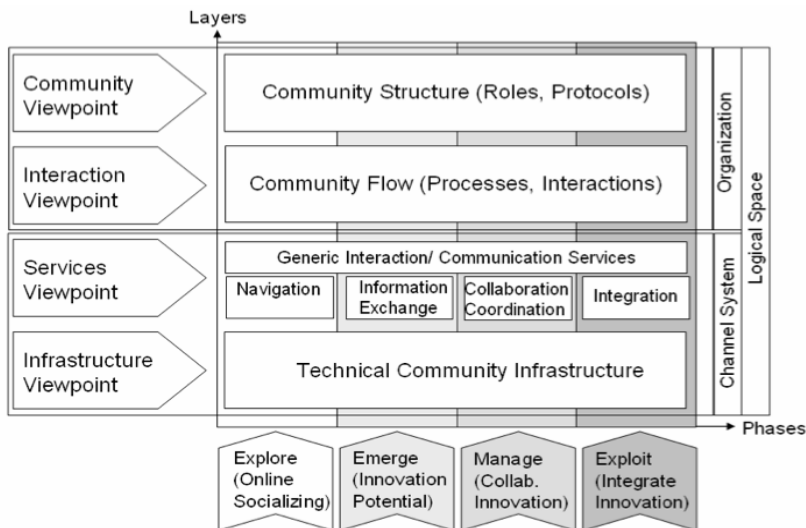 Layers
Community
Viewpoint
Community Structure (Roles, Protocols)
Interaction
Viewpoint
Community Flow (Processes, Interactions)
Organization
Services
Viewpoint
Generic Interaction/ Communication Services
Navigation
Information
Exchange
Collaboration
Coordination
Integration
Infrastructure
Viewpoint
Technical Community Infrastructure
Channel System
Logical Space
Phases
Explore
(Online
Socializing)
Emerge
(Innovation
Potential)
Manage
(Collab.
Innovation)
Exploit
(Integrate
Innovation)